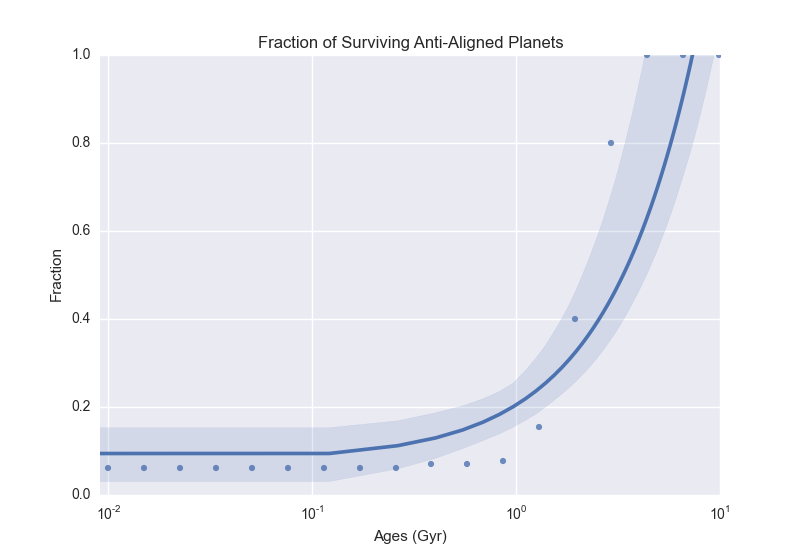 Fraction of Surviving Anti-Aligned Planets
1.0
0.8
0.6
0.4
0.2
0.0
Fraction
10^-2 10^-1 10^0 10^1
Ages (Gyr)